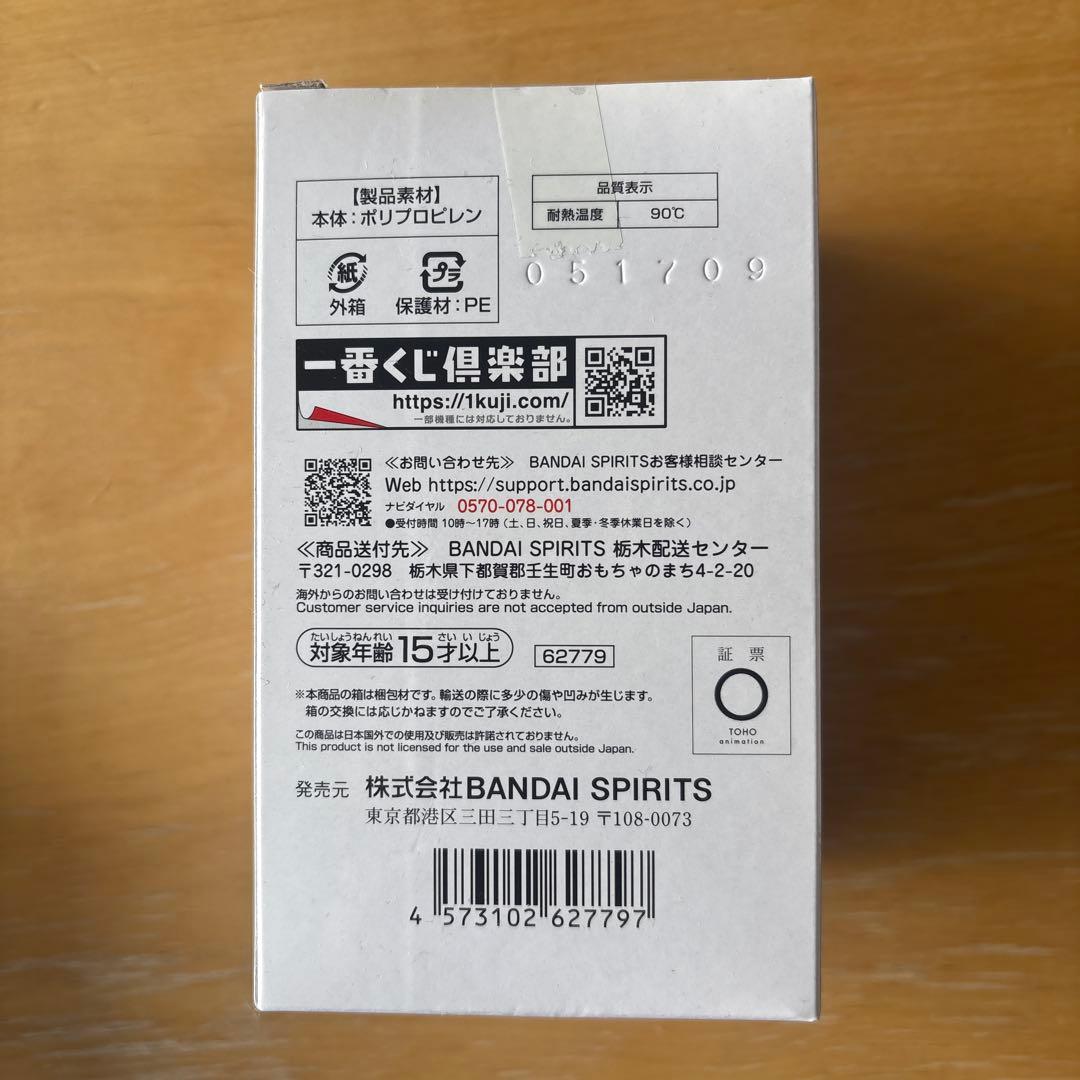 【製品素材】
本体：ポリプロピレン
紙
外箱
プラ
保護材：PE
品質表示
耐熱温度 90℃
051709
一番くじ倶楽部
https://1kuji.com/
一部機種には対応しておりません。
≪お問い合わせ先≫ BANDAI SPIRITSお客様相談センター
Web https://support.bandaispirits.co.jp
ナビダイヤル 0570-078-001
●受付時間 10時〜17時（土、日、祝日、夏季・冬季休業日を除く）
≪商品送付先≫ BANDAI SPIRITS 栃木配送センター
〒321-0298 栃木県下都賀郡壬生町おもちゃのまち4-2-20
海外からのお問い合わせは受け付けておりません。
Customer service inquiries are not accepted from outside Japan.
たいしょうねんれい さい いじょう
対象年齢15才以上
62779
証票
TOHO
animation
※本商品の箱は梱包材です。輸送の際に多少の傷や凹みが生じます。
箱の交換には応じかねますのでご了承ください。
この商品は日本国外での使用及び販売は許諾されておりません。
This product is not licensed for the use and sale outside Japan.
発売元 株式会社BANDAI SPIRITS
東京都港区三田三丁目5-19 〒108-0073
4 573102 627797